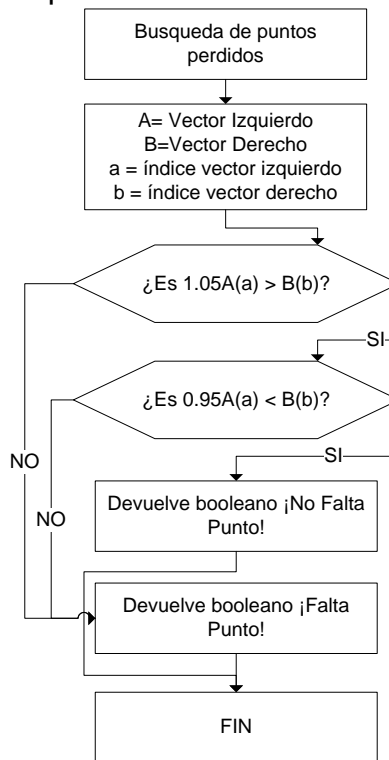 Busqueda de puntos
perdidos
A= Vector Izquierdo
B=Vector Derecho
a = índice vector izquierdo
b = índice vector derecho
¿Es 1.05A(a) > B(b)?
SI
¿Es 0.95A(a) < B(b)?
SI
NO
NO
Devuelve booleano ¡No Falta
Punto!
Devuelve booleano ¡Falta
Punto!
FIN